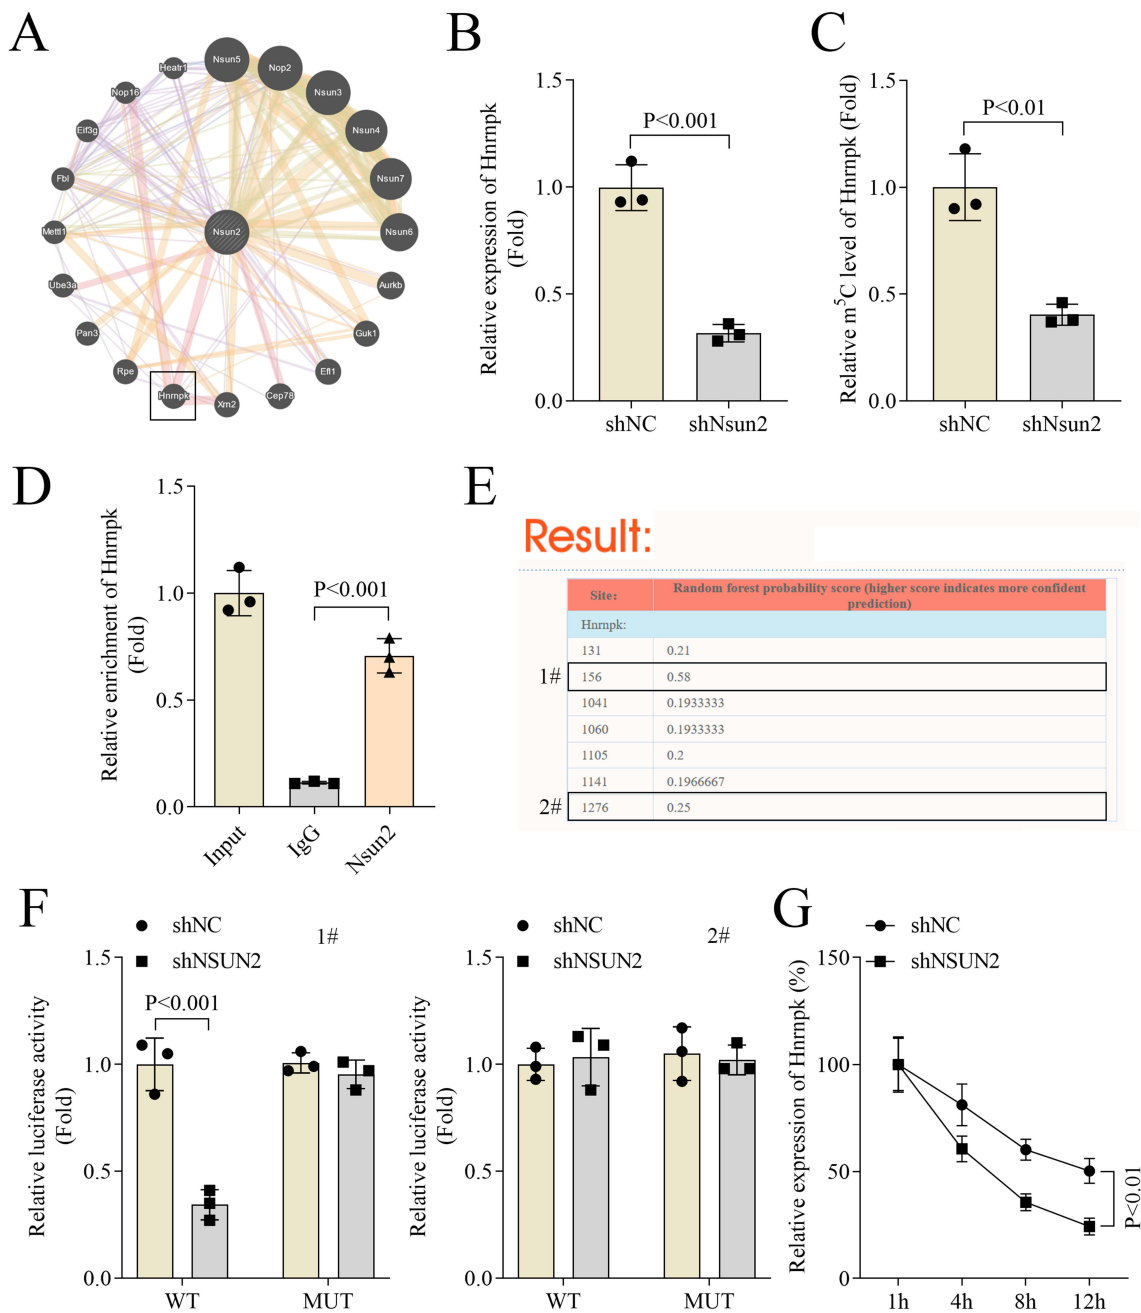 A
Nsun5
Nop2
Nsun3
Nsun4
Nsun7
Nsun6
Aurkb
Guk1
Efl1
Cep78
Xrn2
Hnrnpk
Rpe
Pan3
Ube3a
Mettl1
Fbl
Eif3g
Nop16
Heatr1
Nsun2
B
Relative expression of Hnrnpk
(Fold)
1.5
1.0
0.5
0.0
P<0.001
shNC
shNsun2
C
Relative m⁵C level of Hnrnpk (Fold)
1.5
1.0
0.5
0.0
P<0.01
shNC
shNsun2
D
Relative enrichment of Hnrnpk
(Fold)
1.5
1.0
0.5
0.0
P<0.001
Input
IgG
Nsun2
E
Result:
Site: Random forest probability score (higher score indicates more confident
prediction)
Hnrnpk:
131 0.21
1# 156 0.58
1041 0.1933333
1060 0.1933333
1105 0.2
1141 0.1966667
2# 1276 0.25
F
shNC
shNSUN2
1#
Relative luciferase activity
(Fold)
1.5
1.0
0.5
0.0
P<0.001
WT
MUT
shNC
shNSUN2
2#
Relative luciferase activity
(Fold)
1.5
1.0
0.5
0.0
WT
MUT
G
shNC
shNSUN2
Relative expression of Hnrnpk (%)
150
100
50
0
P<0.01
1h
4h
8h
12h